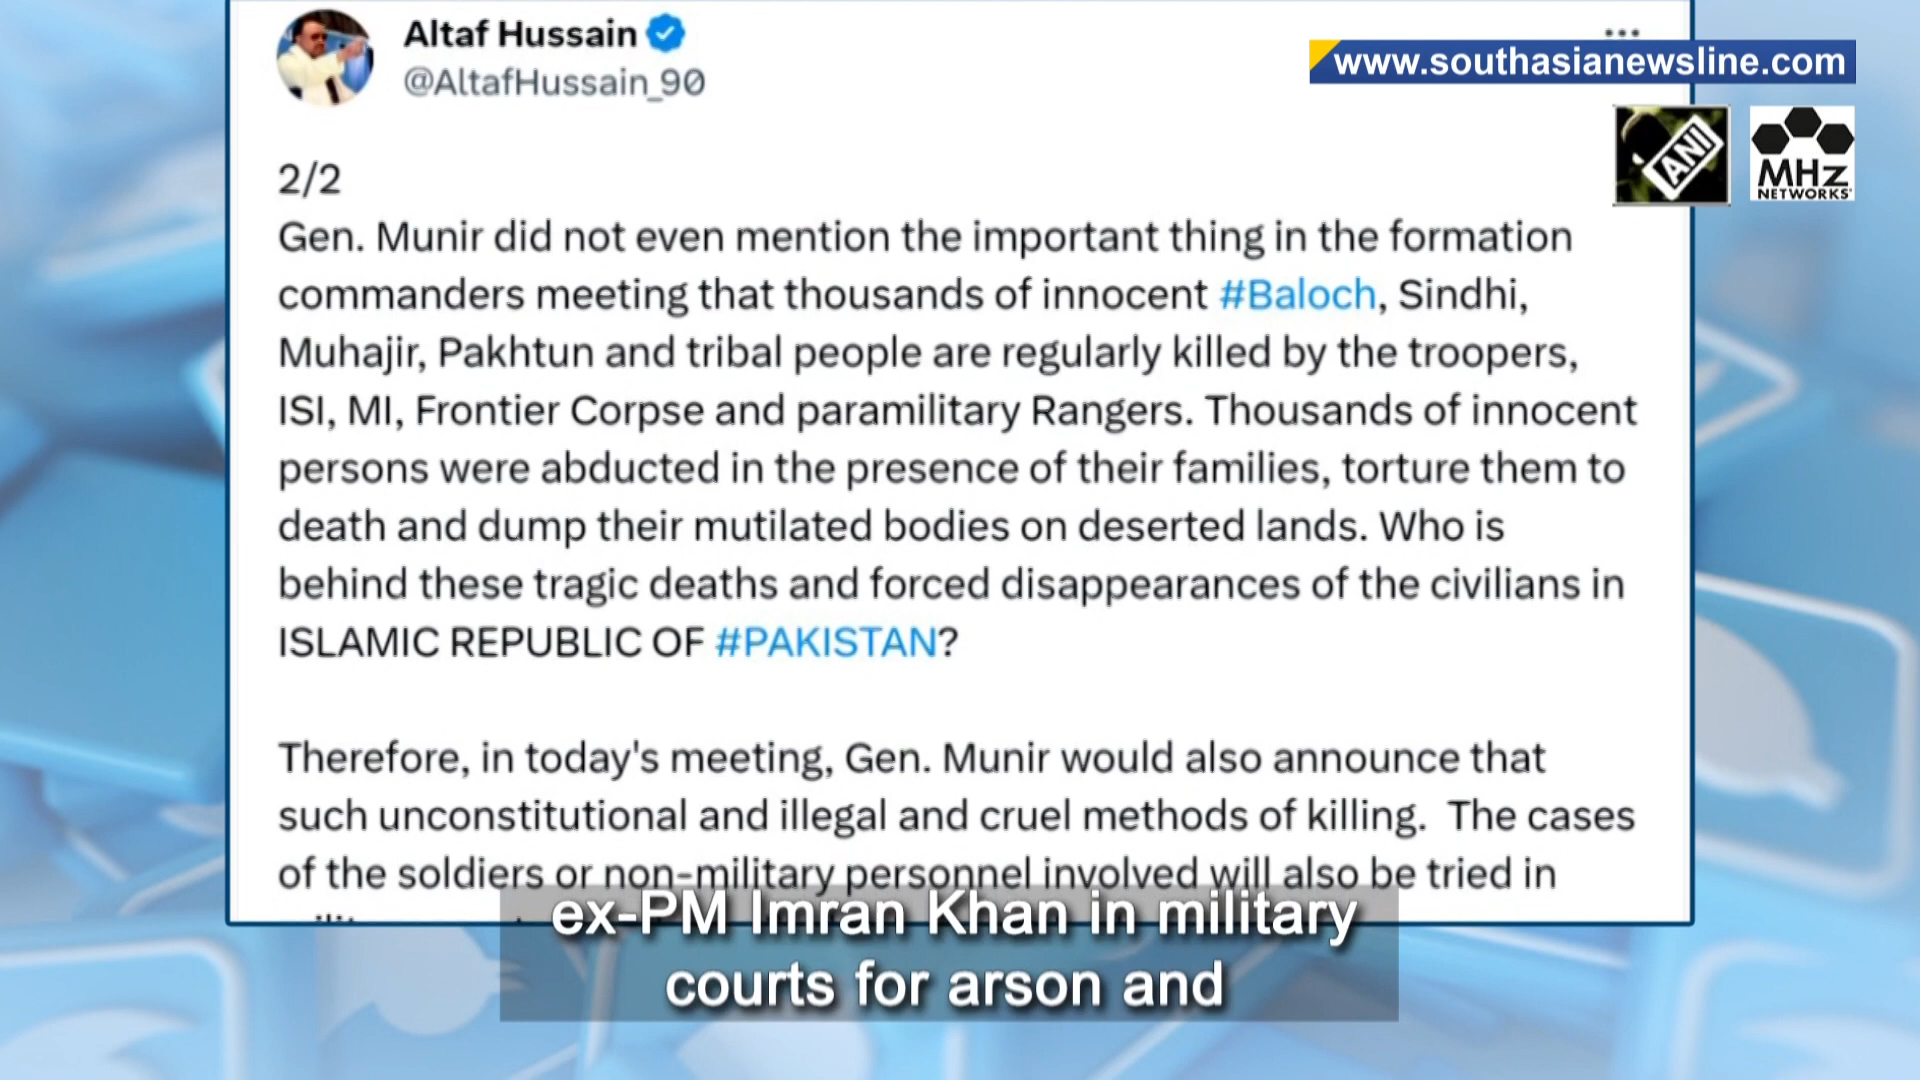 Altaf Hussain
@AltafHussain_90
www.southasianewsline.com
ANI
MHz
NETWORKS
2/2
Gen. Munir did not even mention the important thing in the formation
commanders meeting that thousands of innocent #Baloch, Sindhi,
Muhajir, Pakhtun and tribal people are regularly killed by the troopers,
ISI, MI, Frontier Corpse and paramilitary Rangers. Thousands of innocent
persons were abducted in the presence of their families, torture them to
death and dump their mutilated bodies on deserted lands. Who is
behind these tragic deaths and forced disappearances of the civilians in
ISLAMIC REPUBLIC OF #PAKISTAN?
Therefore, in today's meeting, Gen. Munir would also announce that
such unconstitutional and illegal and cruel methods of killing.  The cases
of the soldiers or non-military personnel involved will also be tried in
ex-PM Imran Khan in military
courts for arson and